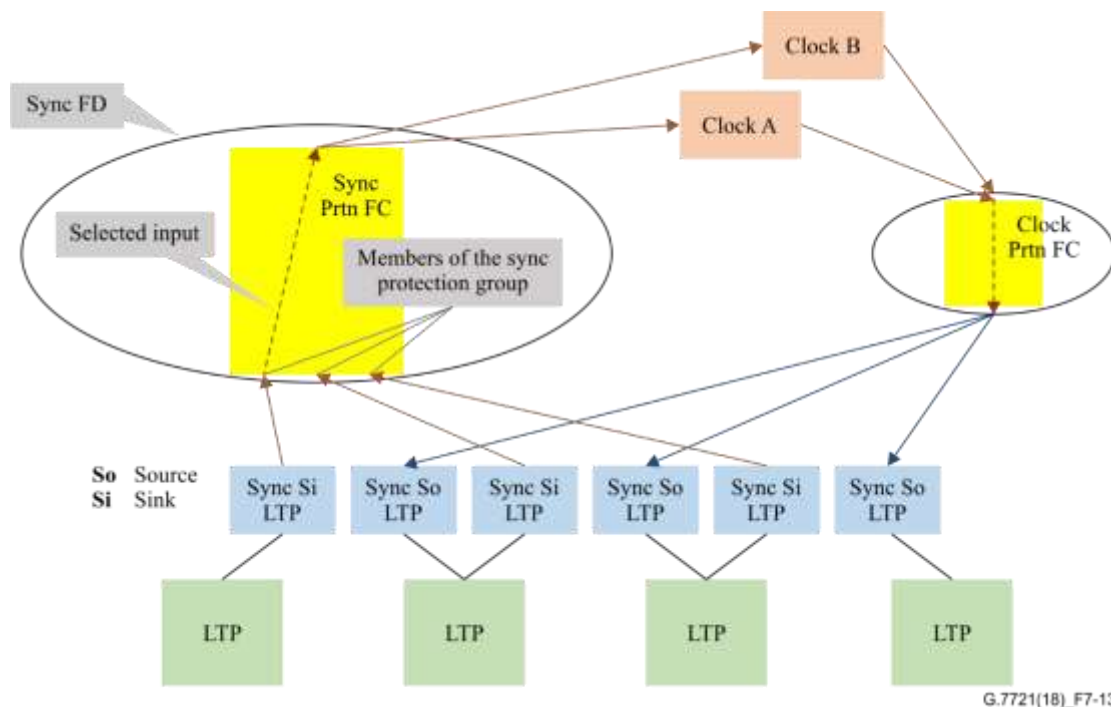 Clock B
Sync FD
Clock A
Sync
Prtn FC
Selected input
Clock
Prtn FC
Members of the sync
protection group
So Source
Si Sink
Sync Si
LTP
Sync So
LTP
Sync Si
LTP
Sync So
LTP
Sync Si
LTP
Sync So
LTP
LTP
LTP
LTP
LTP
G.7721(18)_F7-13